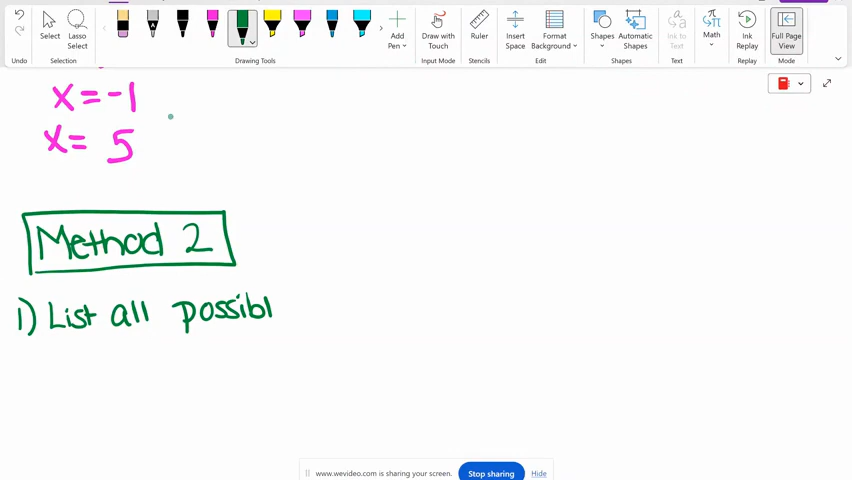 Undo
Select
Lasso Select
Selection
Drawing Tools
Add Pen
Draw with Touch
Input Mode
Ruler
Stencils
Insert Space
Format Background
Edit
Shapes
Automatic Shapes
Shapes
Ink to Text
Text
Math
Math
Ink Replay
Replay
Full Page View
Mode
x = -1
x = 5
Method 2
1) List all possibl
www.wevideo.com is sharing your screen.
Stop sharing
Hide